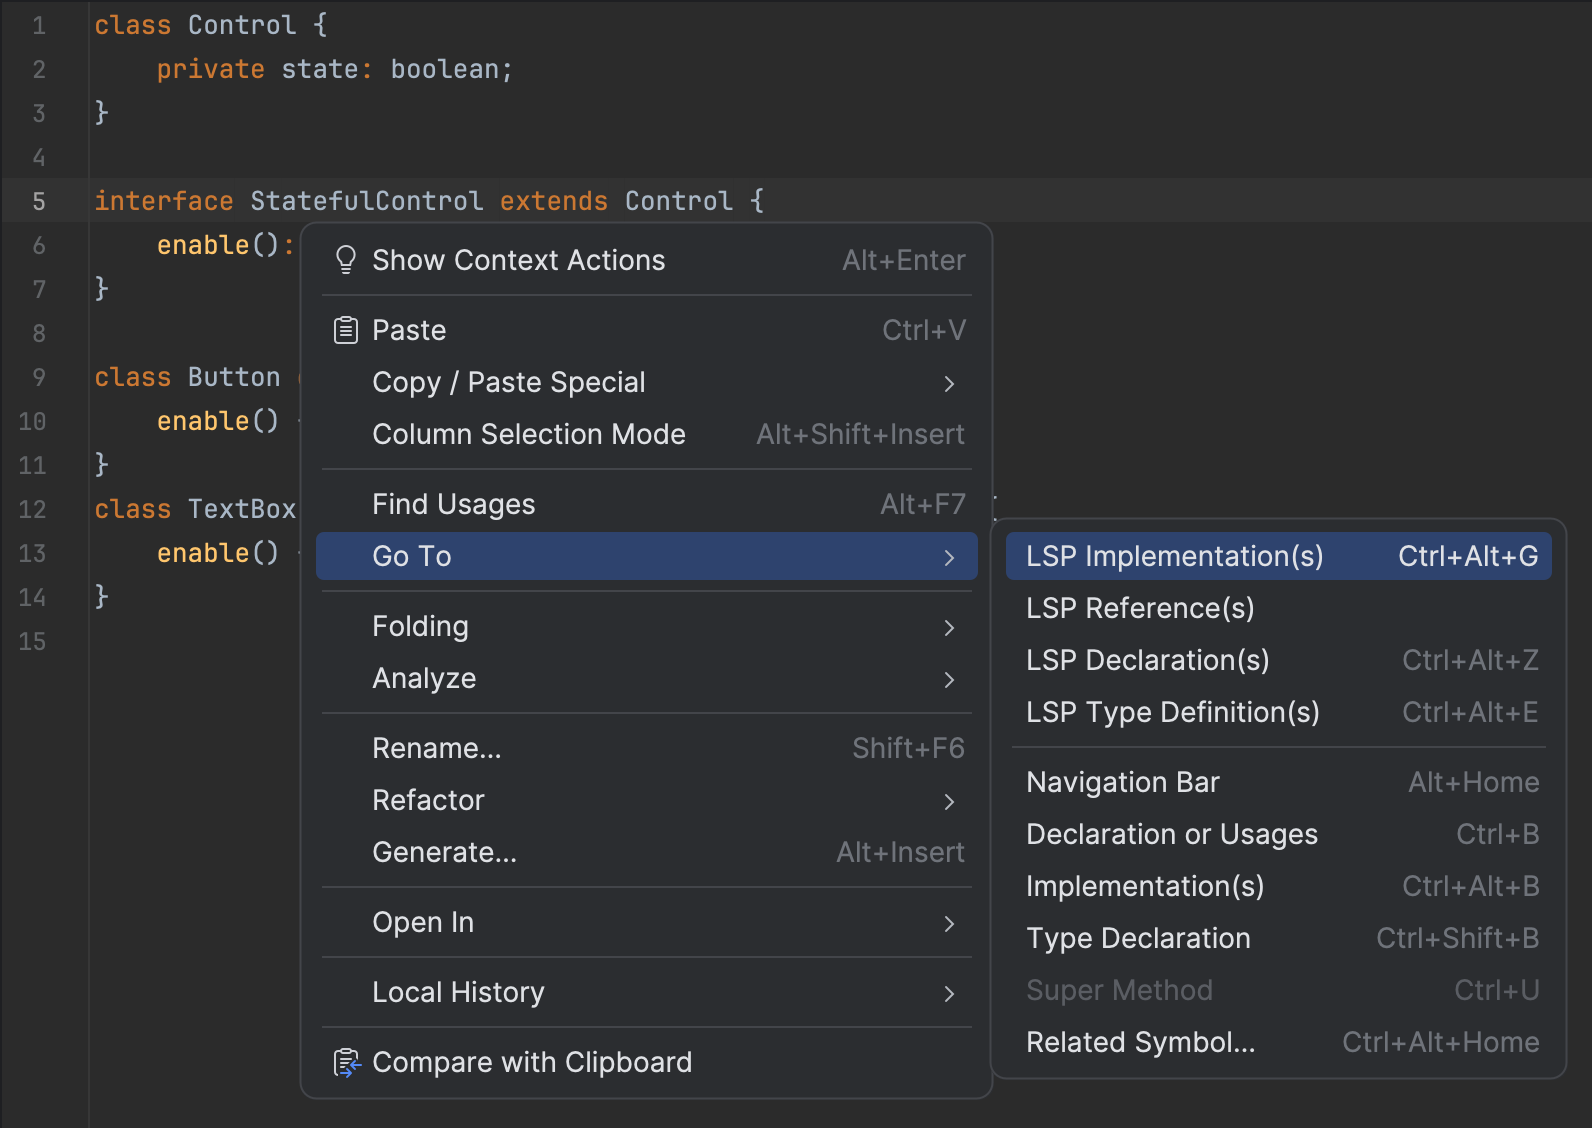 1 class Control {
2 private state: boolean;
3 }
4
5 interface StatefulControl extends Control {
6 enable():
7 }
8
9 class Button
10 enable()
11 }
12 class TextBox
13 enable()
14 }
15
Show Context Actions Alt+Enter
Paste Ctrl+V
Copy / Paste Special
Column Selection Mode Alt+Shift+Insert
Find Usages Alt+F7
Go To
Folding
Analyze
Rename... Shift+F6
Refactor
Generate... Alt+Insert
Open In
Local History
Compare with Clipboard
LSP Implementation(s) Ctrl+Alt+G
LSP Reference(s)
LSP Declaration(s) Ctrl+Alt+Z
LSP Type Definition(s) Ctrl+Alt+E
Navigation Bar Alt+Home
Declaration or Usages Ctrl+B
Implementation(s) Ctrl+Alt+B
Type Declaration Ctrl+Shift+B
Super Method Ctrl+U
Related Symbol... Ctrl+Alt+Home